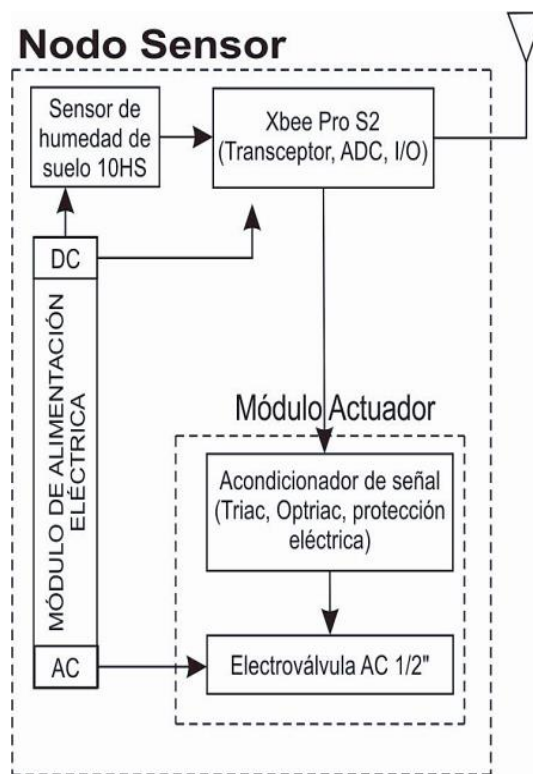 Nodo Sensor
Sensor de
humedad de
suelo 10HS
Xbee Pro S2
(Transceptor, ADC, I/O)
DC
MÓDULO DE ALIMENTACIÓN
ELÉCTRICA
AC
Módulo Actuador
Acondicionador de señal
(Triac, Optriac, protección
eléctrica)
Electroválvula AC 1/2"